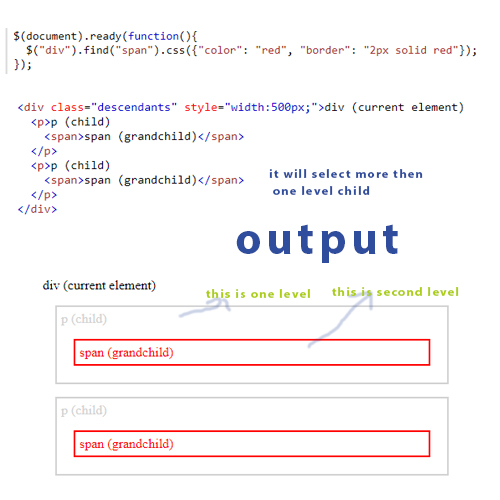 $(document).ready(function(){
$("div").find("span").css({"color": "red", "border": "2px solid red"});
});
<div class="descendants" style="width:500px;">div (current element)
<p>p (child)
<span>span (grandchild)</span>
</p>
<p>p (child)
<span>span (grandchild)</span>
</p>
</div>
it will select more then
one level child
output
div (current element)
this is one level
this is second level
p (child)
span (grandchild)
p (child)
span (grandchild)